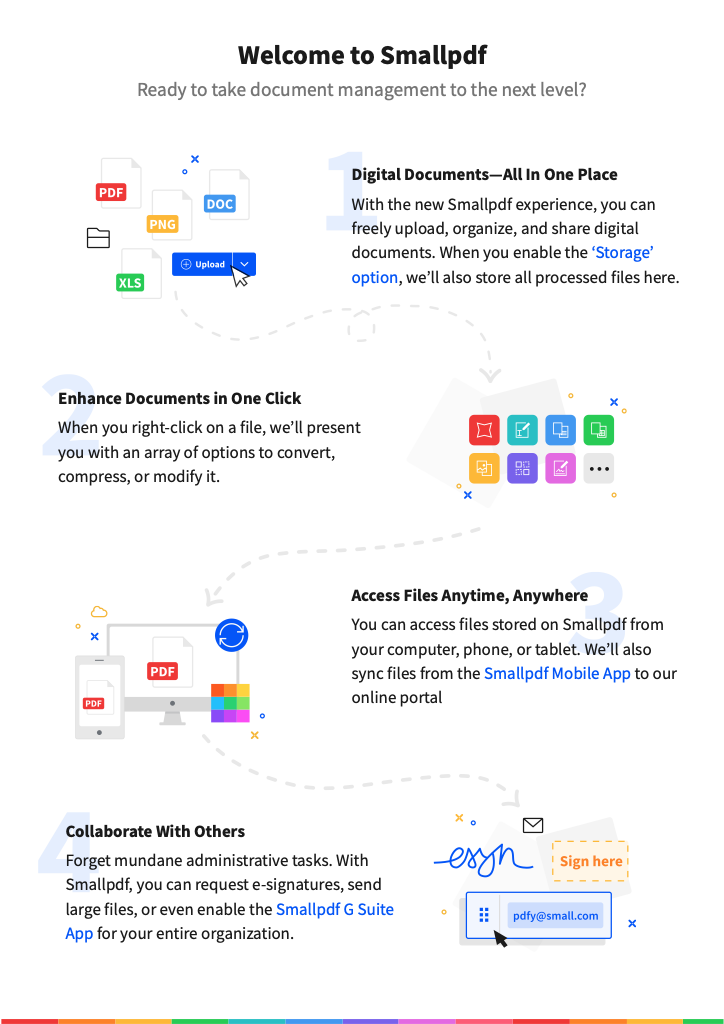 Welcome to Smallpdf
Ready to take document management to the next level?
PDF
PNG
DOC
XLS
Upload
1
Digital Documents—All In One Place
With the new Smallpdf experience, you can
freely upload, organize, and share digital
documents. When you enable the ‘Storage’
option, we’ll also store all processed files here.
2
Enhance Documents in One Click
When you right-click on a file, we’ll present
you with an array of options to convert,
compress, or modify it.
PDF
PDF
3
Access Files Anytime, Anywhere
You can access files stored on Smallpdf from
your computer, phone, or tablet. We’ll also
sync files from the Smallpdf Mobile App to our
online portal
4
Collaborate With Others
Forget mundane administrative tasks. With
Smallpdf, you can request e-signatures, send
large files, or even enable the Smallpdf G Suite
App for your entire organization.
esign
Sign here
pdfy@small.com